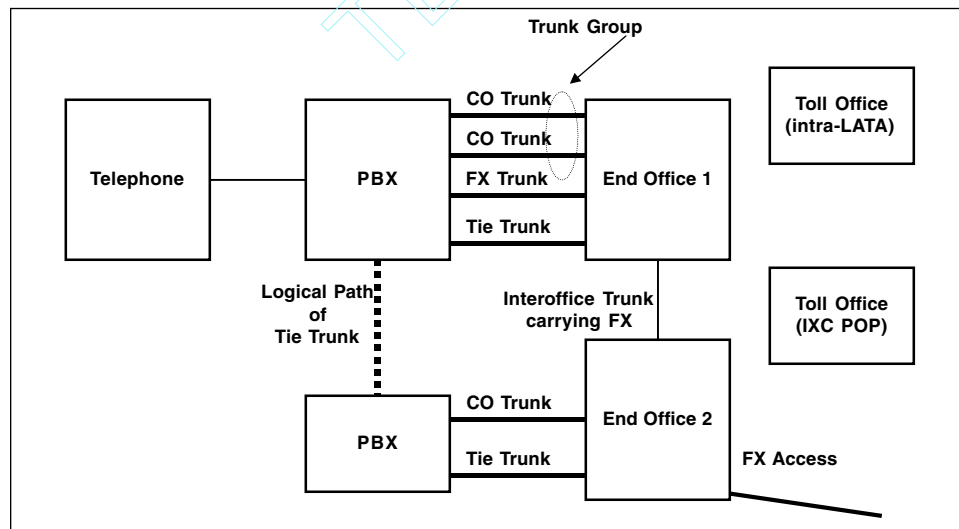 Trunk Group
CO Trunk
CO Trunk
FX Trunk
Tie Trunk
Telephone
PBX
End Office 1
Toll Office
(intra-LATA)
Logical Path
of
Tie Trunk
Interoffice Trunk
carrying FX
Toll Office
(IXC POP)
PBX
CO Trunk
Tie Trunk
End Office 2
FX Access